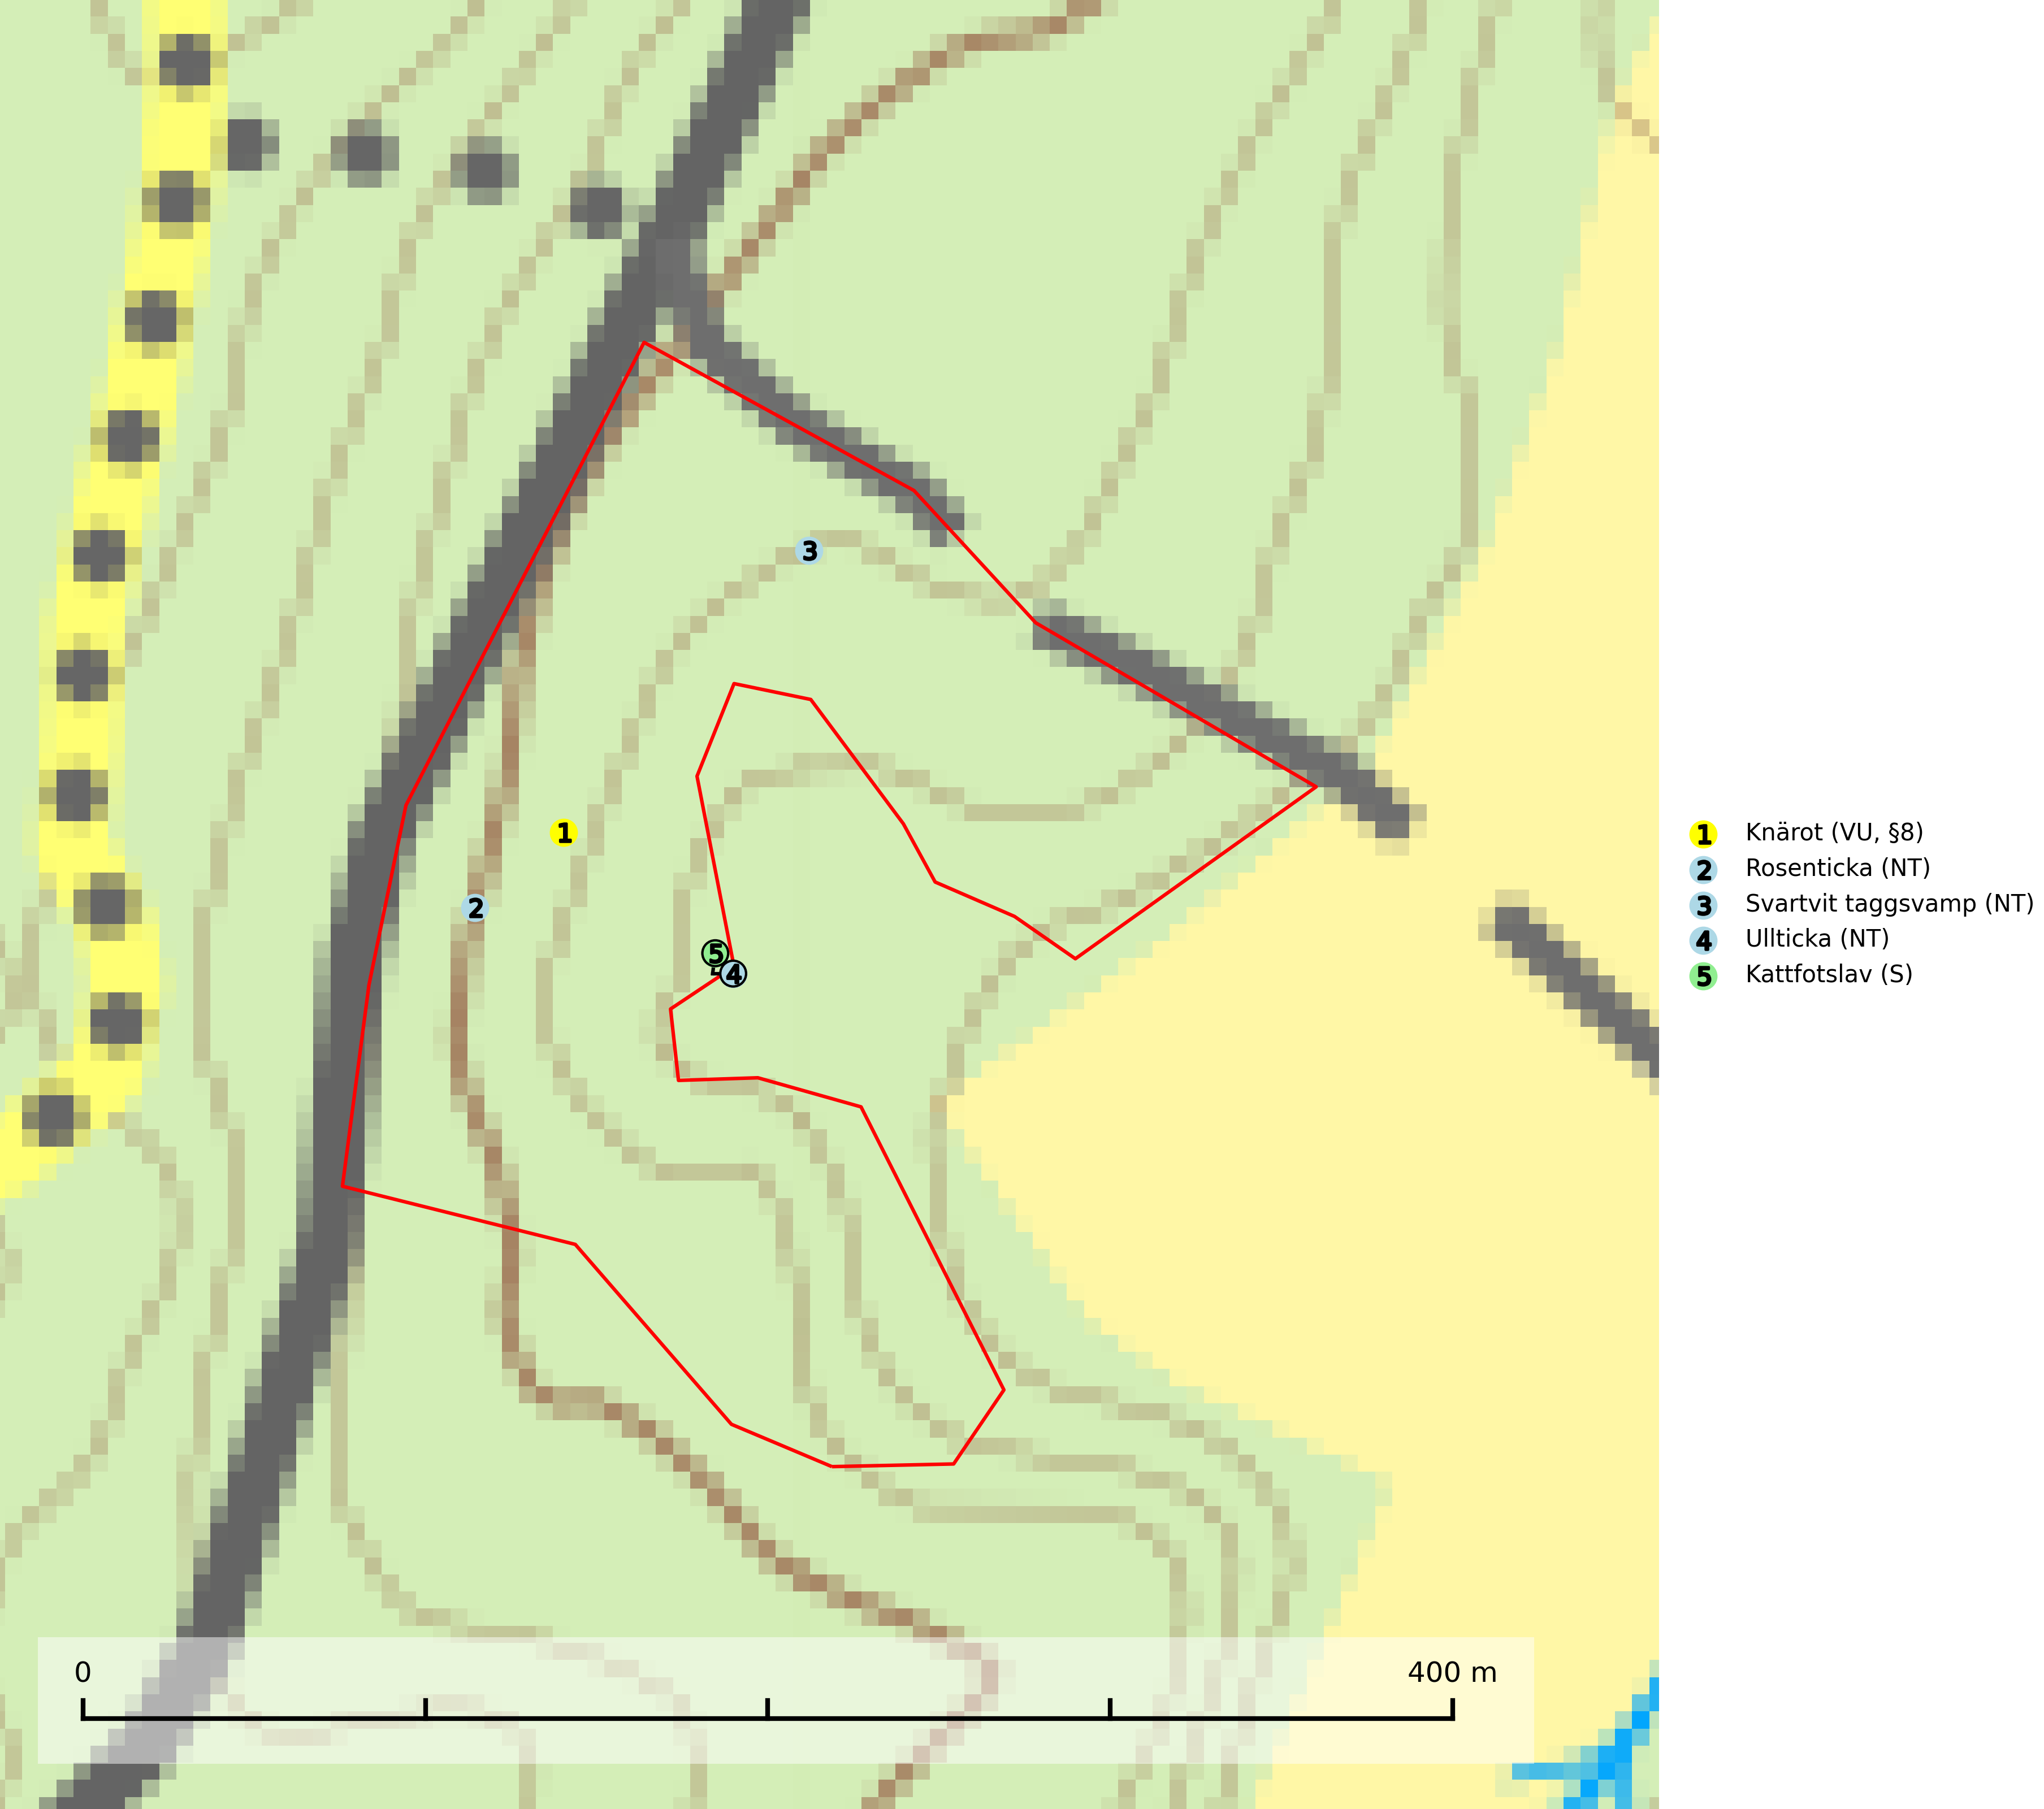 3
1
2
5
4
Knärot (VU, §8)
Rosenticka (NT)
Svartvit taggsvamp (NT)
Ullticka (NT)
Kattfotslav (S)
1
2
3
4
5
0
400 m